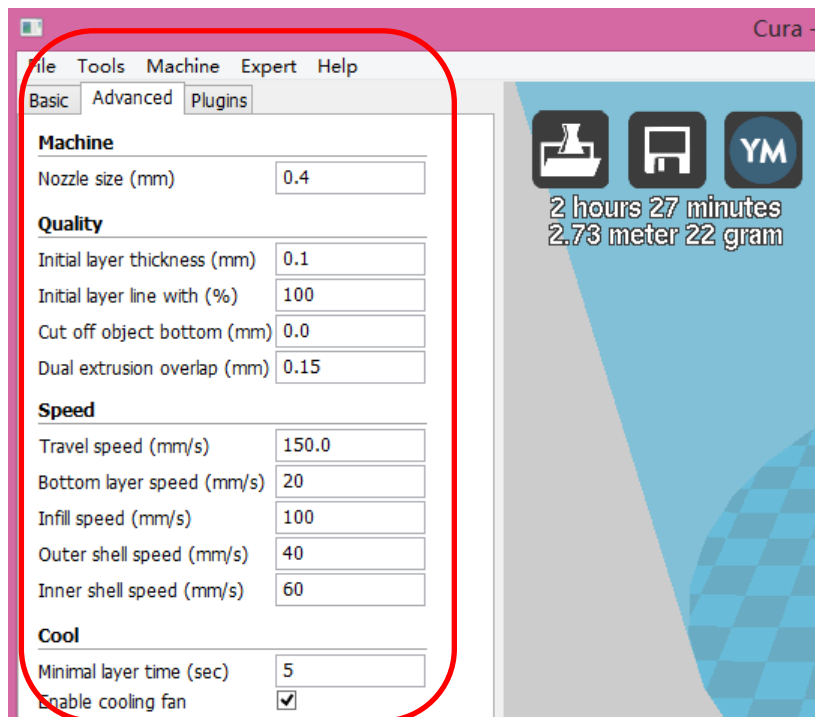 Cura -
File Tools Machine Expert Help
Basic Advanced Plugins
Machine
Nozzle size (mm) 0.4
Quality
Initial layer thickness (mm) 0.1
Initial layer line with (%) 100
Cut off object bottom (mm) 0.0
Dual extrusion overlap (mm) 0.15
Speed
Travel speed (mm/s) 150.0
Bottom layer speed (mm/s) 20
Infill speed (mm/s) 100
Outer shell speed (mm/s) 40
Inner shell speed (mm/s) 60
Cool
Minimal layer time (sec) 5
Enable cooling fan
YM
2 hours 27 minutes
2.73 meter 22 gram